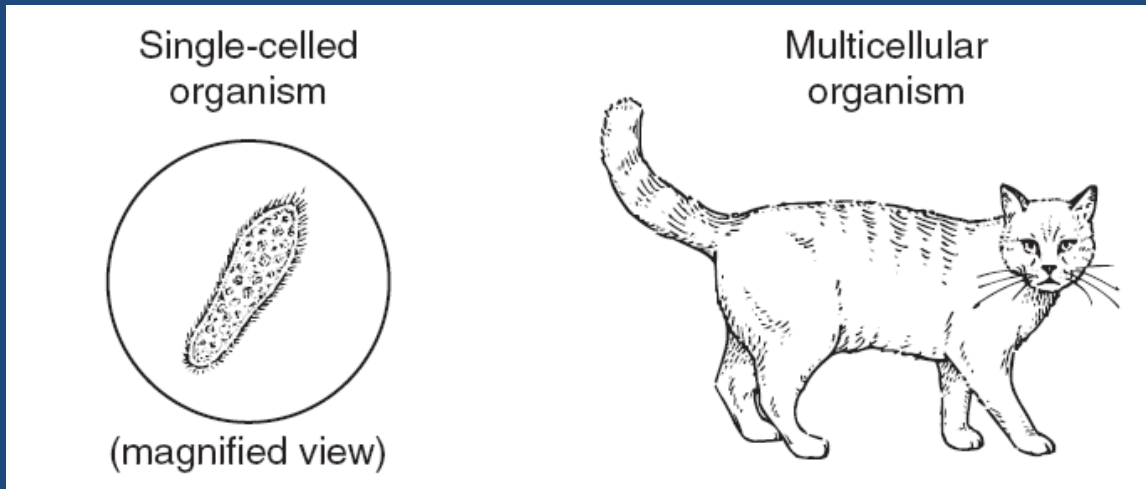 Single-celled
organism
(magnified view)
Multicellular
organism